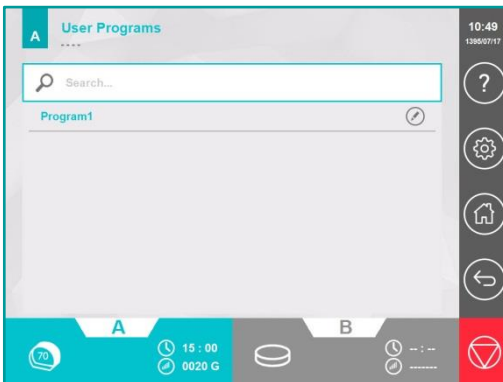 A
User Programs
----
Search...
Program1
10:49
1395/07/17
?
A
70
15 : 00
0020 G
B
-- : --
-------